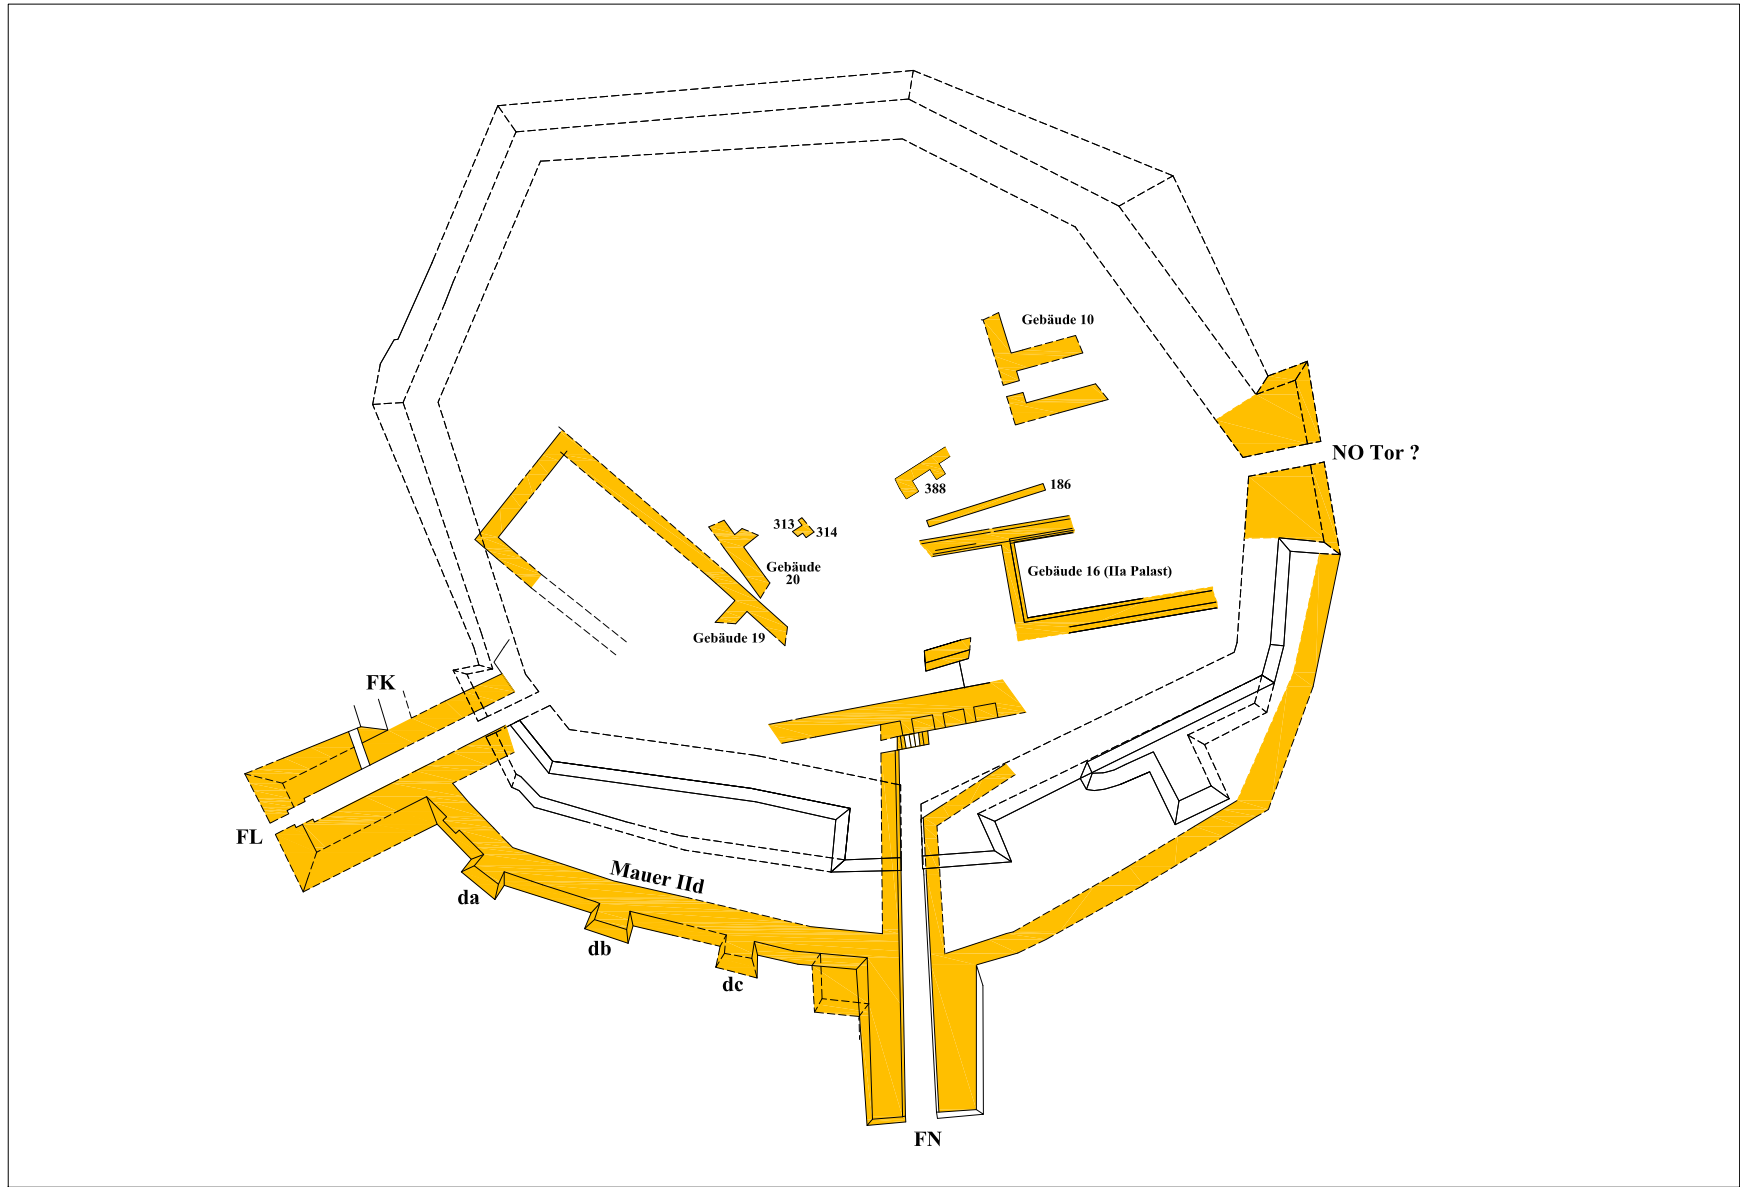 Gebäude 10
NO Tor ?
388
186
313
314
Gebäude
20
Gebäude 16 (IIa Palast)
Gebäude 19
FK
FL
Mauer IId
da
db
dc
FN